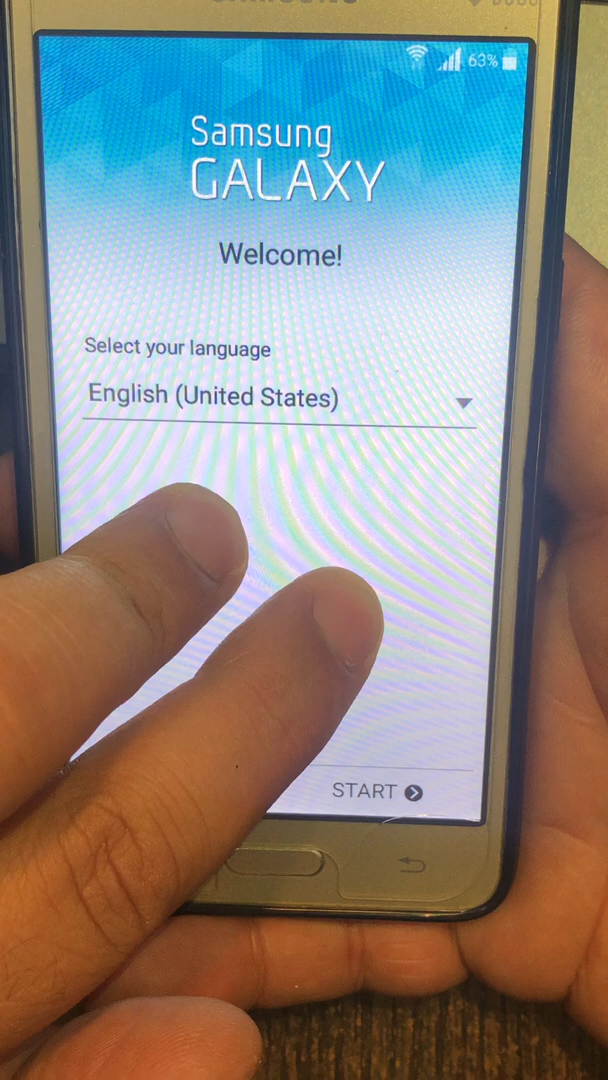 63%
Samsung
GALAXY
Welcome!
Select your language
English (United States)
START